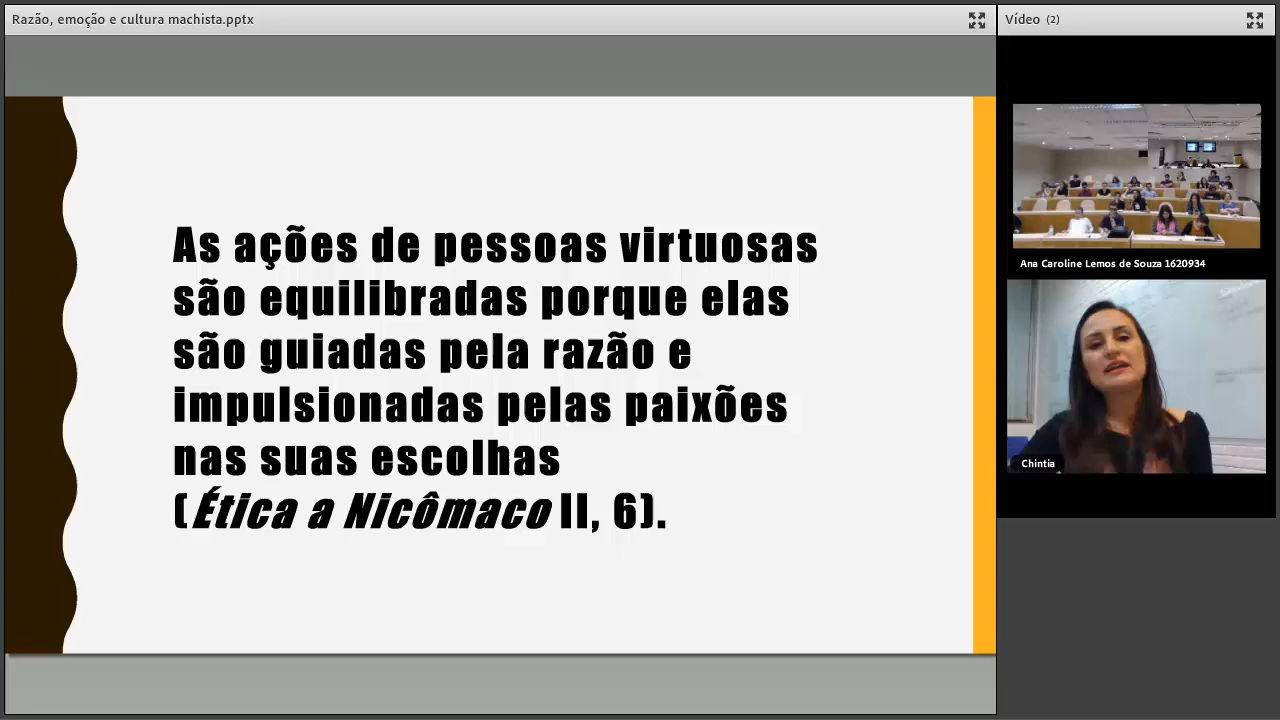 Razão, emoção e cultura machista.pptx
Vídeo (2)
As ações de pessoas virtuosas
são equilibradas porque elas
são guiadas pela razão e
impulsionadas pelas paixões
nas suas escolhas
(Ética a Nicômaco II, 6).
Ana Caroline Lemos de Souza 1620934
Chintia